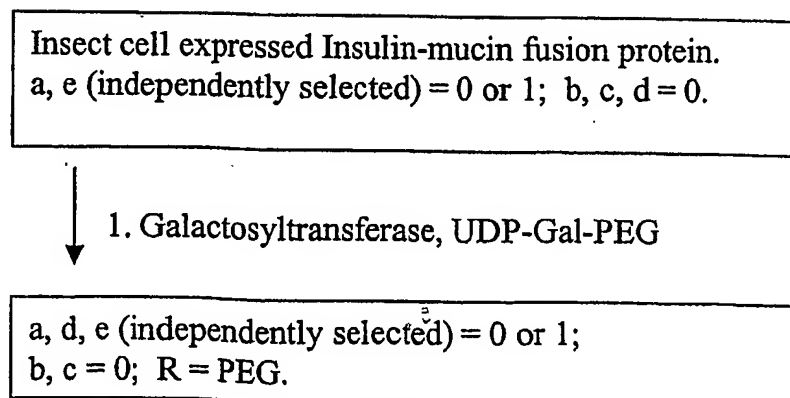 Insect cell expressed Insulin-mucin fusion protein.
a, e (independently selected) = 0 or 1; b, c, d = 0.
1. Galactosyltransferase, UDP-Gal-PEG
a, d, e (independently selected) = 0 or 1;
b, c = 0; R = PEG.